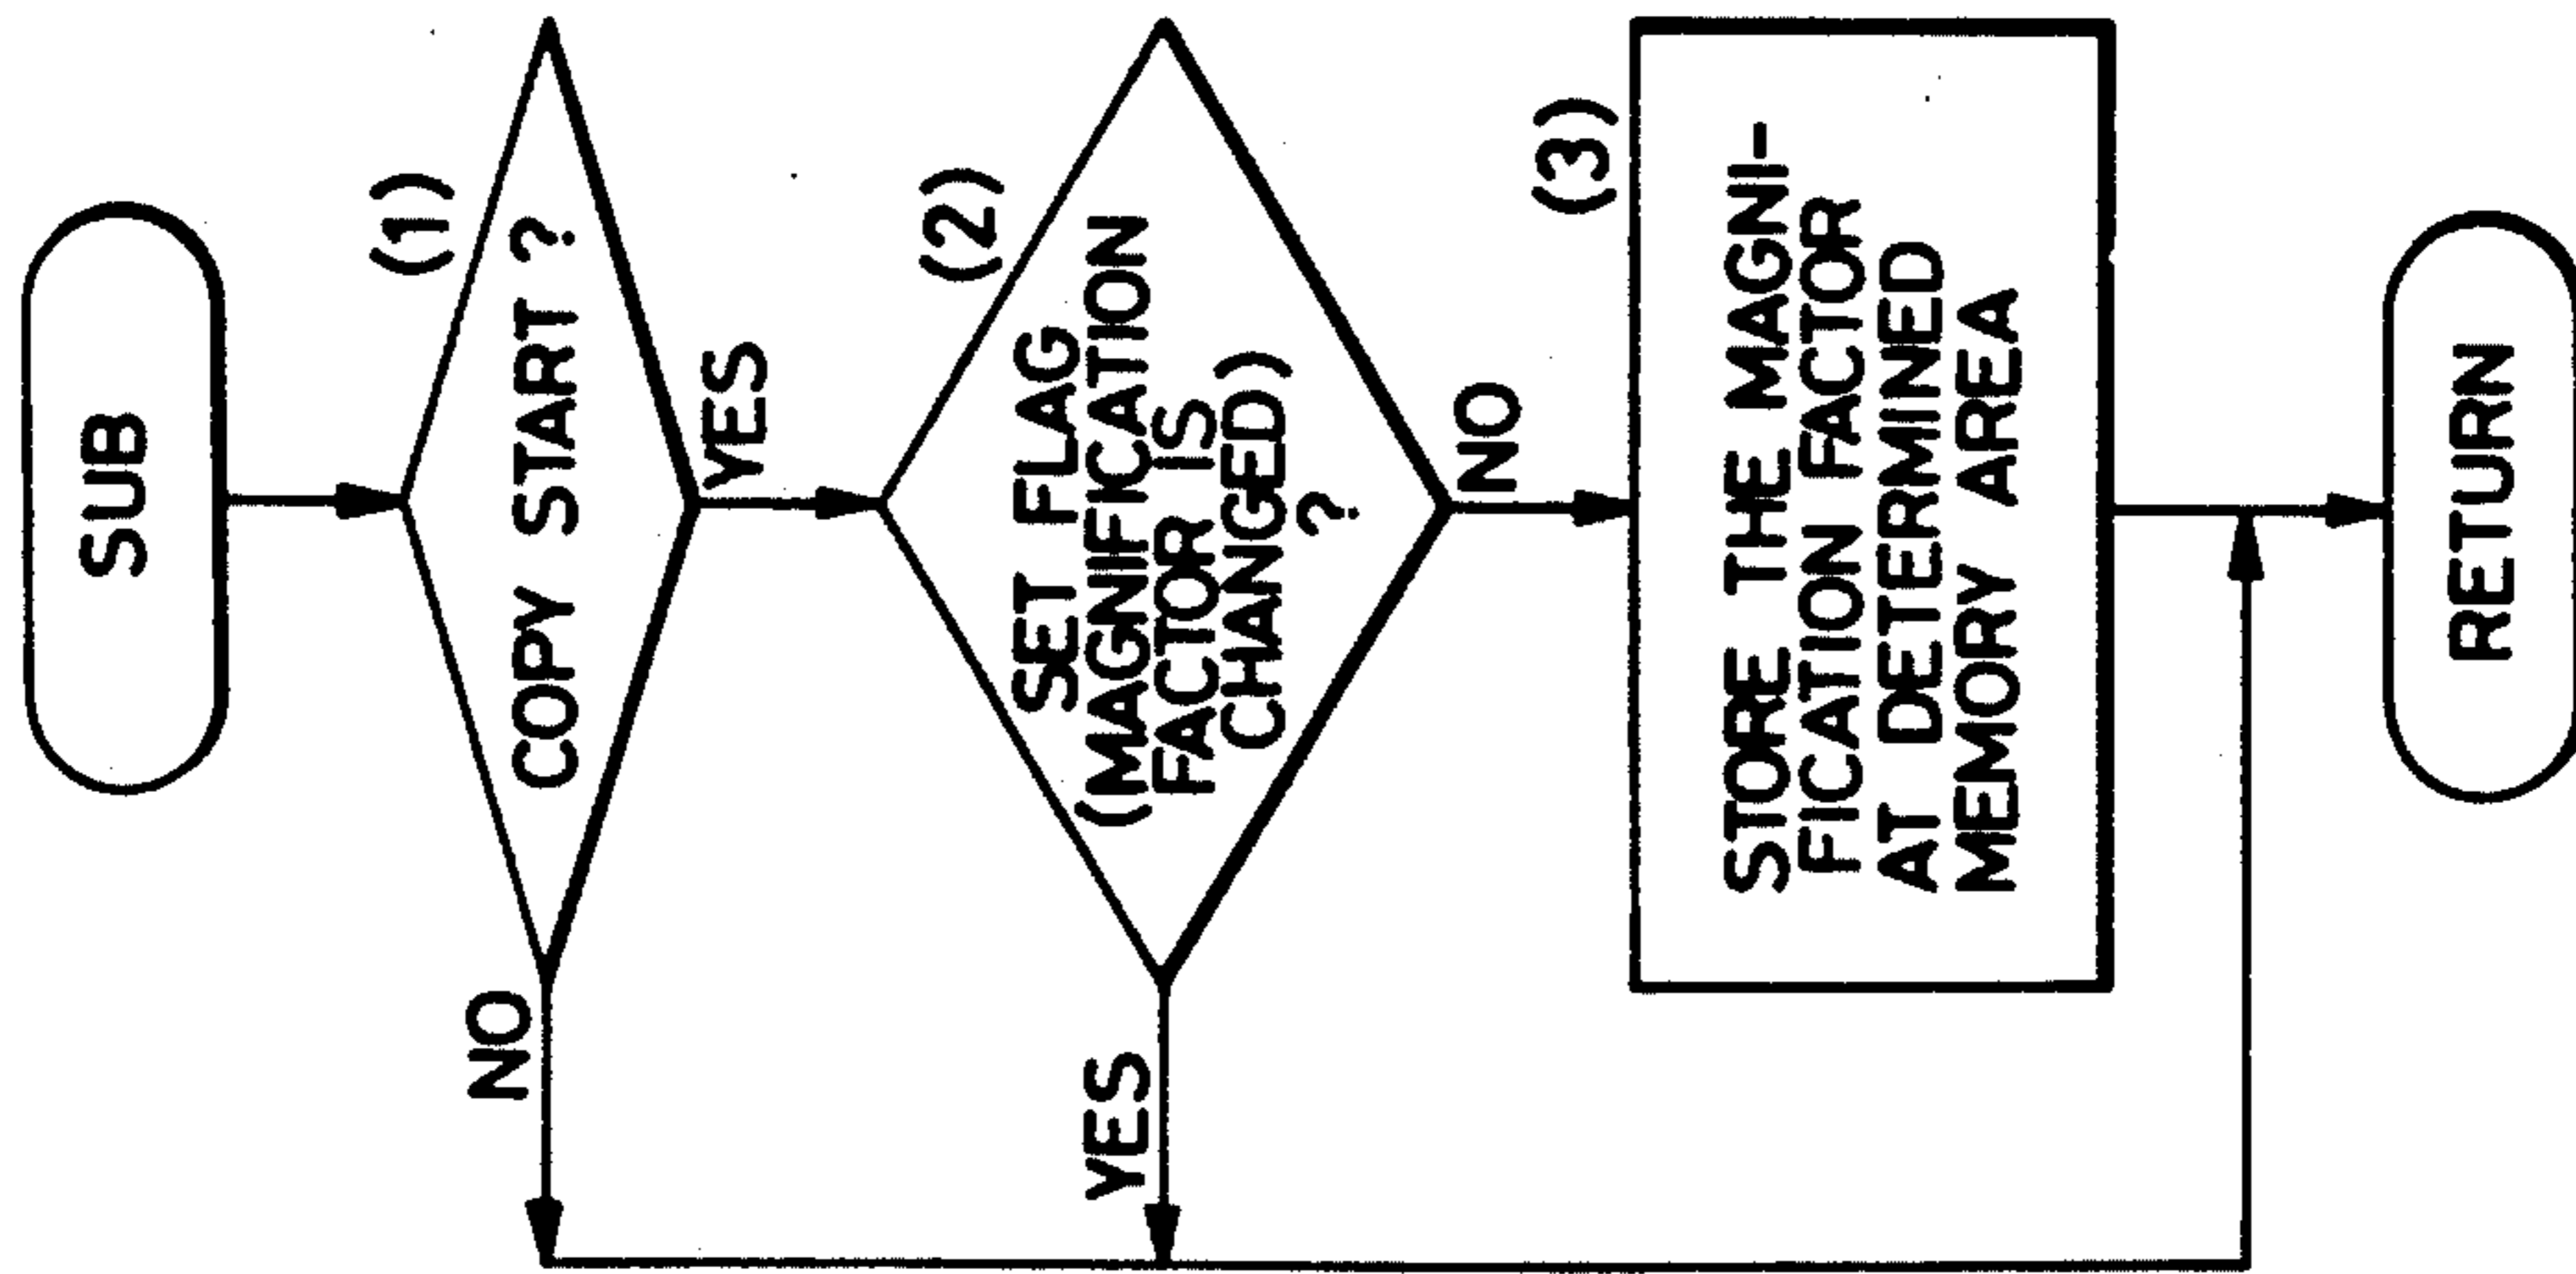 SUB
(1)
COPY START ?
NO
YES
(2)
SET FLAG
(MAGNIFICATION
FACTOR IS
CHANGED)
?
YES
NO
(3)
STORE THE MAGNI-
FICATION FACTOR
AT DETERMINED
MEMORY AREA
RETURN